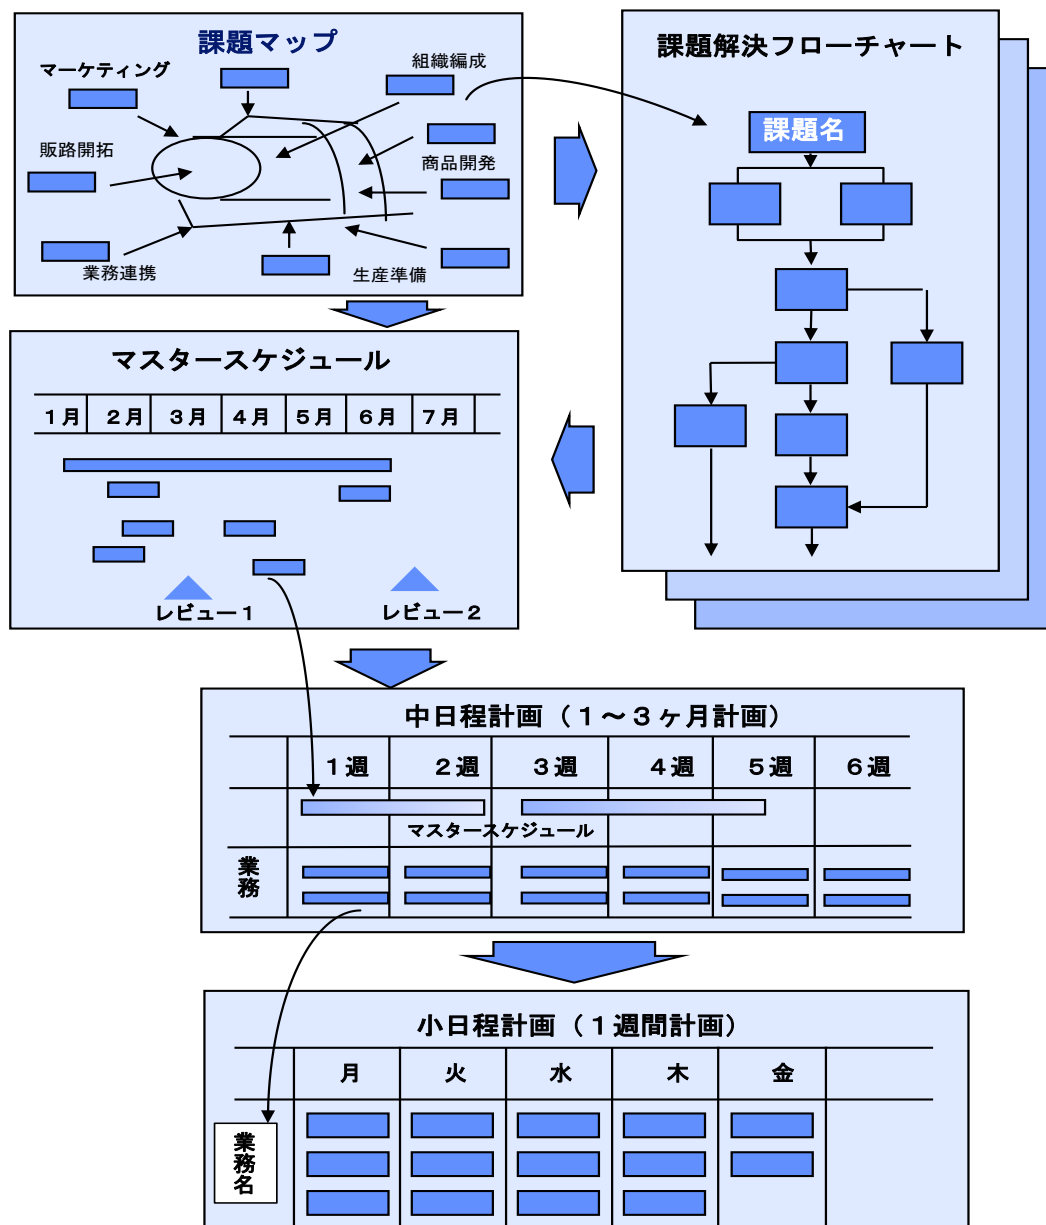 課題マップ
マーケティング
組織編成
販路開拓
商品開発
業務連携
生産準備
課題解決フローチャート
課題名
マスタースケジュール
１月 ２月 ３月 ４月 ５月 ６月 ７月
レビュー１
レビュー２
中日程計画（１～３ヶ月計画）
１週 ２週 ３週 ４週 ５週 ６週
マスタースケジュール
業務
小日程計画（１週間計画）
月 火 水 木 金
業務名